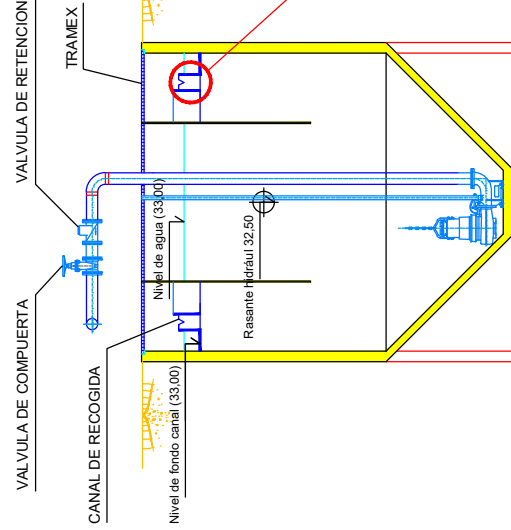 VALVULA DE COMPUERTA
CANAL DE RECOGIDA
Nivel de fondo canal (33,00)
VALVULA DE RETENCION
TRAMEX
Nivel de agua (33,00)
Rasante hidrául 32,50